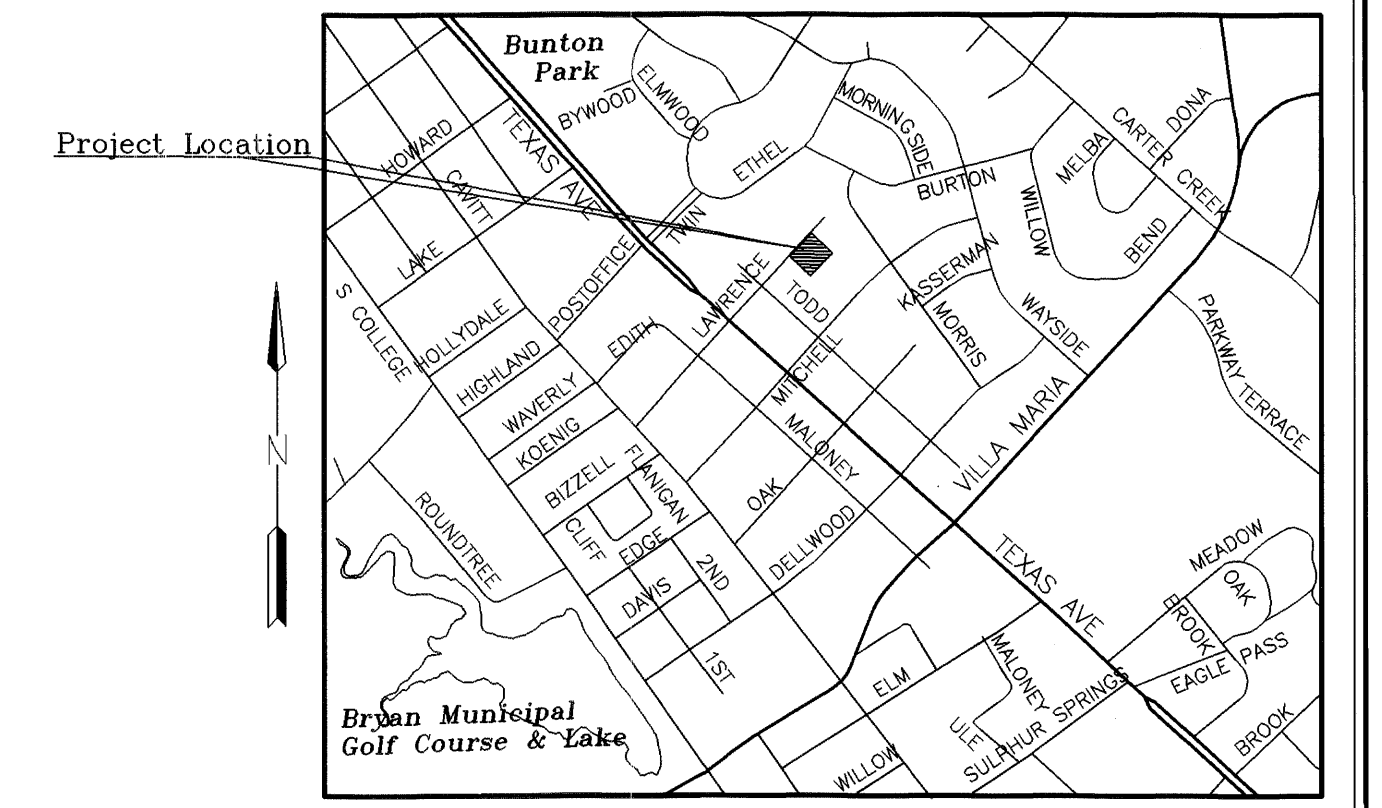 Bunton
Park
Project Location
BYWOOD
ELMWOOD
HOWARD
TEXAS AVE
CAVITT
ETHEL
MORNINGSIDE
BURTON
MELBA
CARTER CREEK
DONA
WILLOW
BEND
LAKE
TWIN
POSTOFFICE
LAWRENCE
TODD
KASSERMAN
MORRIS
WAYSIDE
S COLLEGE
HOLLYDALE
HIGHLAND
EDITH
MITCHELL
WAVERLY
KOENIG
MALONEY
VILLA MARIA
PARKWAY TERRACE
N
BIZZELL
FLANIGAN
OAK
ROUNDTREE
CLIFF
EDGE
DELLWOOD
2ND
DAVIS
1ST
TEXAS AVE
MEADOW
OAK
BROOK
EAGLE PASS
ELM
MALONEY
ULE
SULPHUR SPRINGS
BROOK
WILLOW
Bryan Municipal
Golf Course & Lake